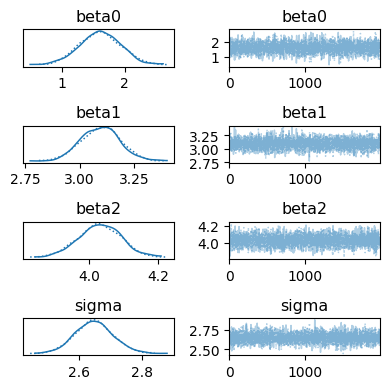 beta0 beta0
2
1
1 2 0 1000
beta1 beta1
3.25
3.00
2.75
2.75 3.00 3.25 0 1000
beta2 beta2
4.2
4.0
4.0 4.2 0 1000
sigma sigma
2.75
2.50
2.6 2.8 0 1000